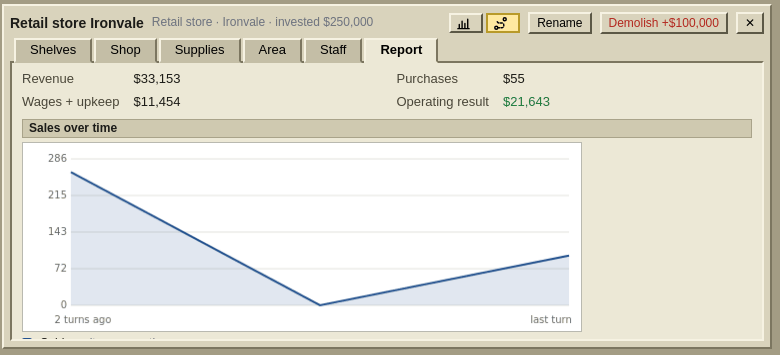 Retail store Ironvale Retail store · Ironvale · invested $250,000 Rename Demolish +$100,000 ✕
Shelves Shop Supplies Area Staff Report
Revenue $33,153 Purchases $55
Wages + upkeep $11,454 Operating result $21,643
Sales over time
286
215
143
72
0
2 turns ago last turn